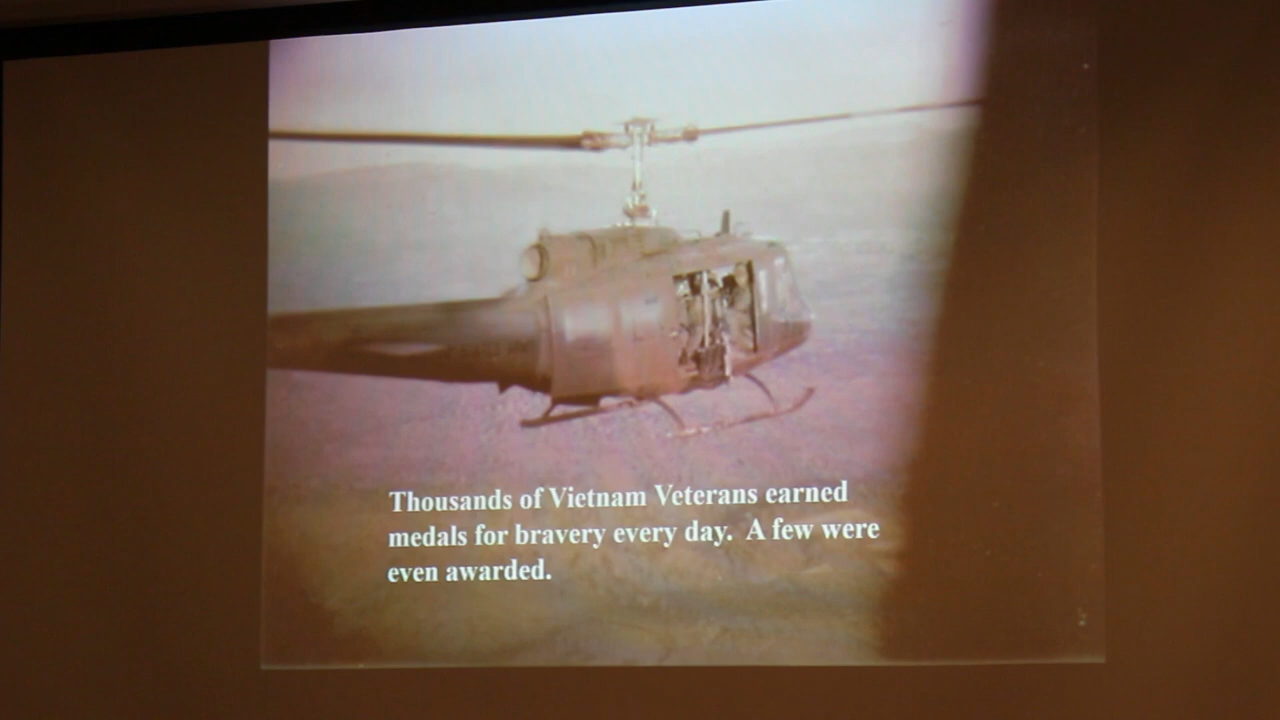 Thousands of Vietnam Veterans earned
medals for bravery every day.  A few were
even awarded.